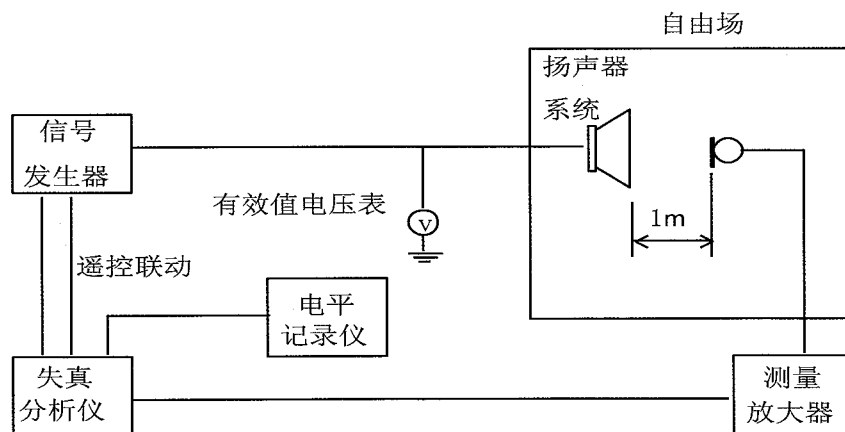 自由场
扬声器
系统
信号
发生器
有效值电压表
V
1m
遥控联动
电平
记录仪
失真
分析仪
测量
放大器